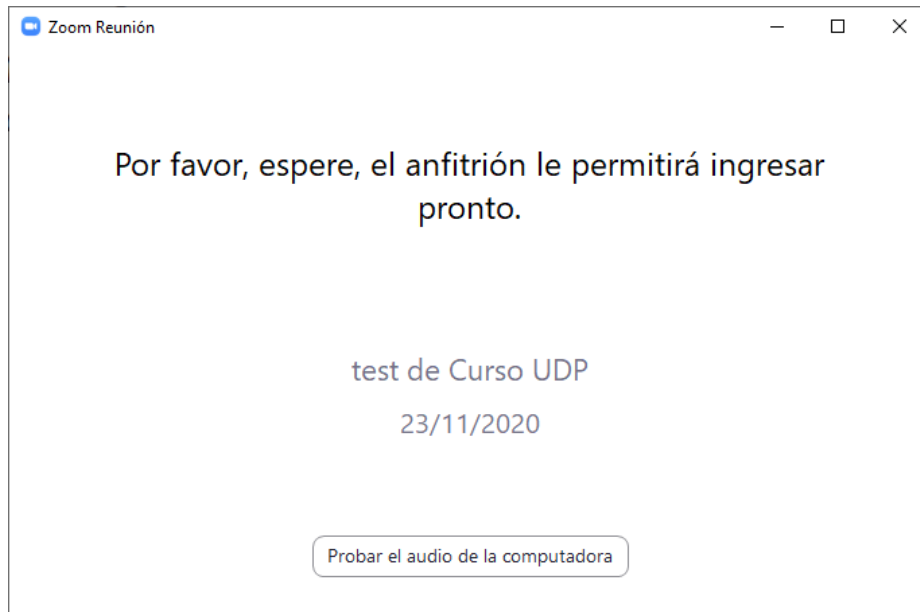 Zoom Reunión
Por favor, espere, el anfitrión le permitirá ingresar
pronto.
test de Curso UDP
23/11/2020
Probar el audio de la computadora